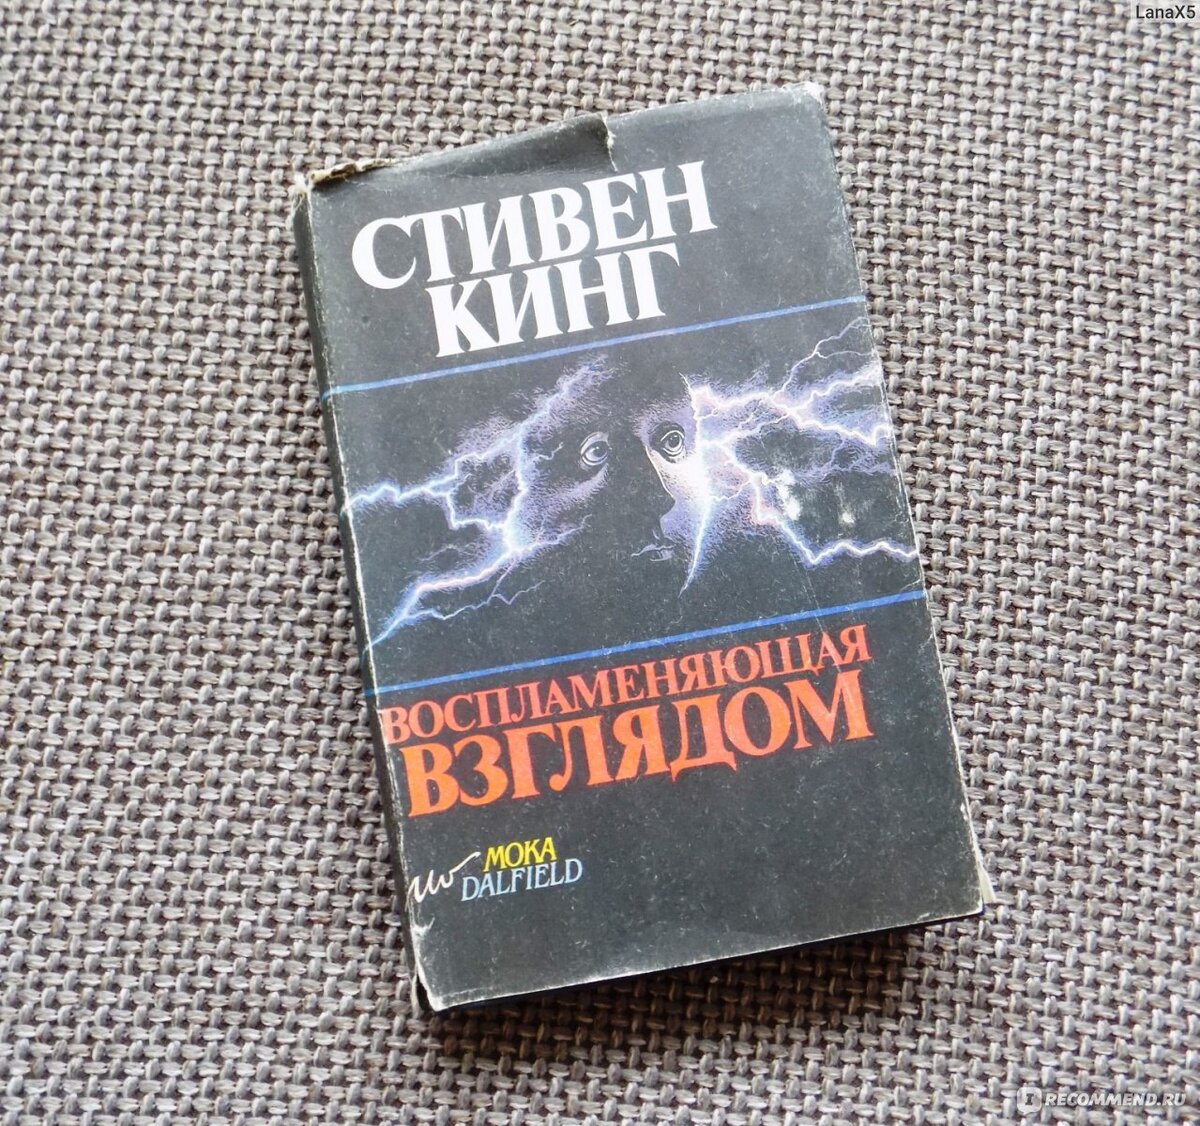 LanaX5
СТИВЕН
КИНГ
ВОСПЛАМЕНЯЮЩАЯ
ВЗГЛЯДОМ
МОКА
DALFIELD
RECOMMEND.RU